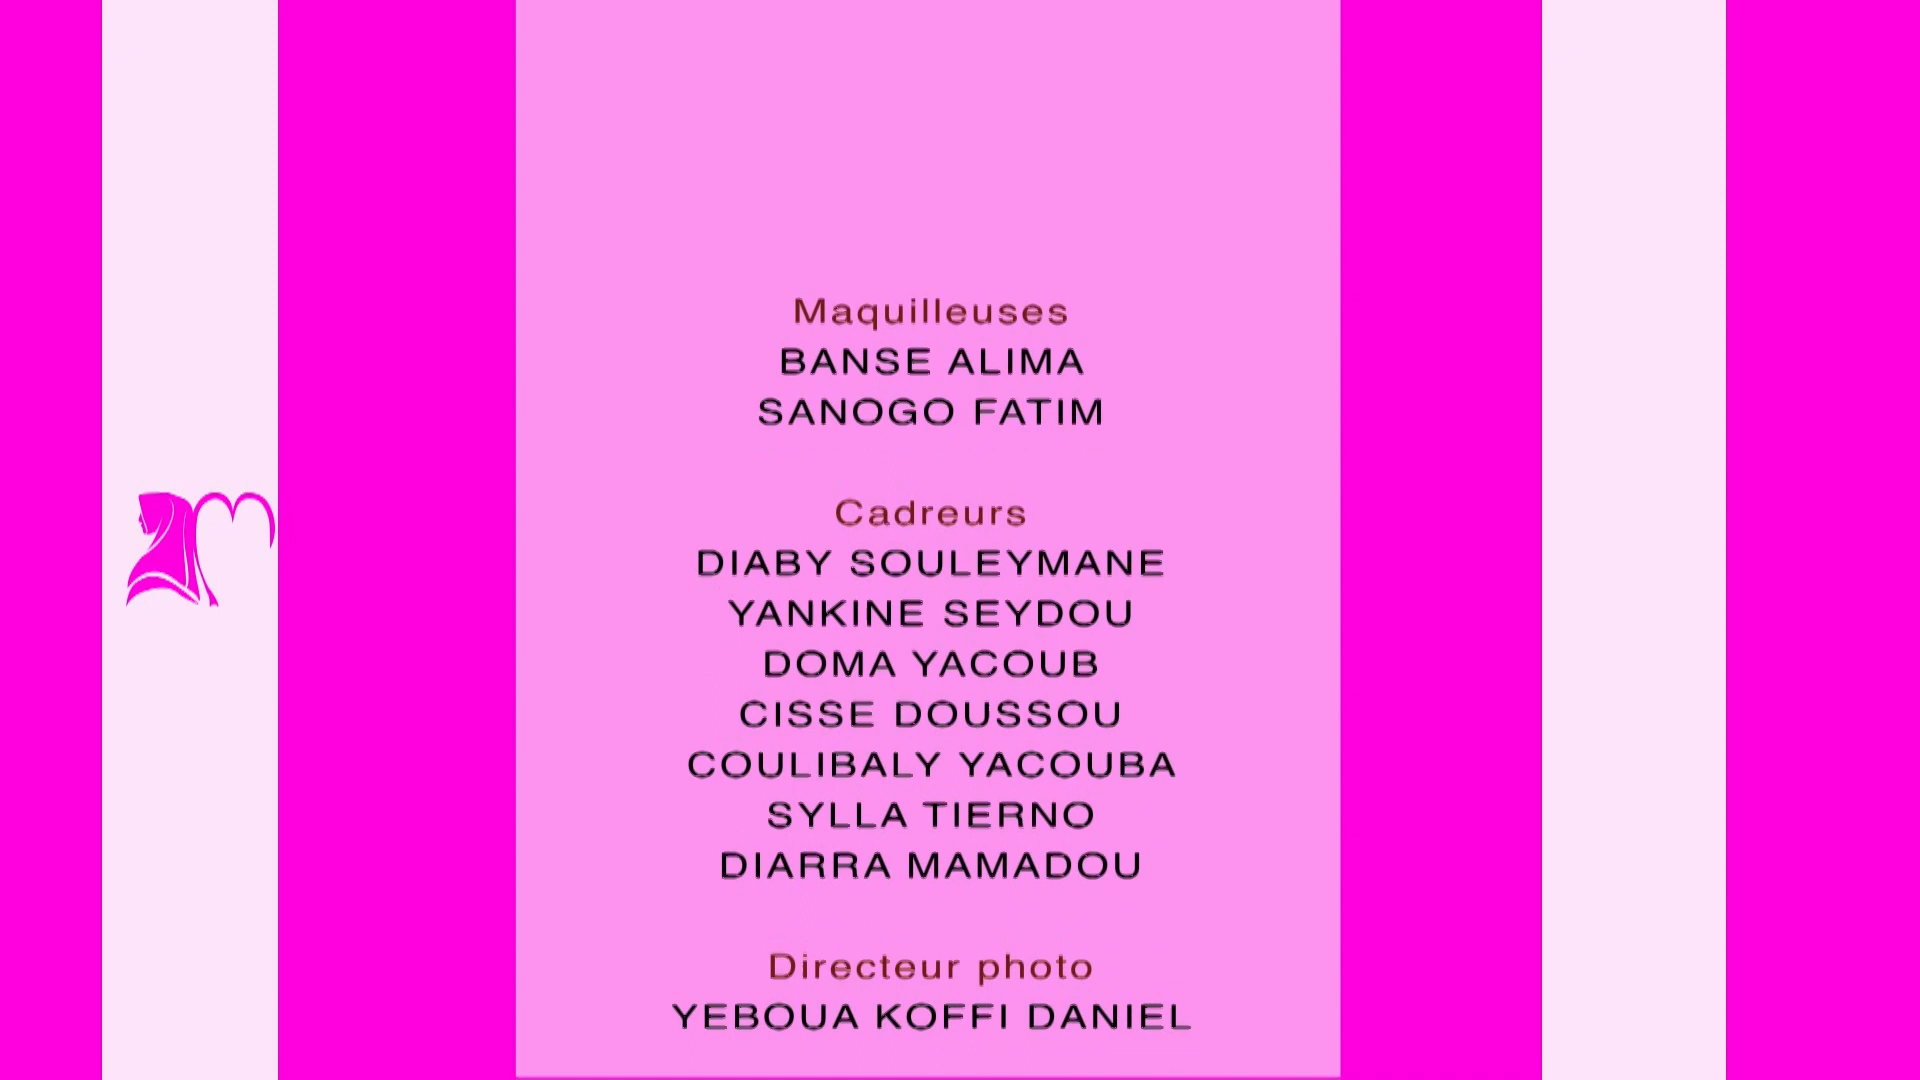 Maquilleuses
BANSE ALIMA
SANOGO FATIM
Cadreurs
DIABY SOULEYMANE
YANKINE SEYDOU
DOMA YACOUB
CISSE DOUSSOU
COULIBALY YACOUBA
SYLLA TIERNO
DIARRA MAMADOU
Directeur photo
YEBOUA KOFFI DANIEL